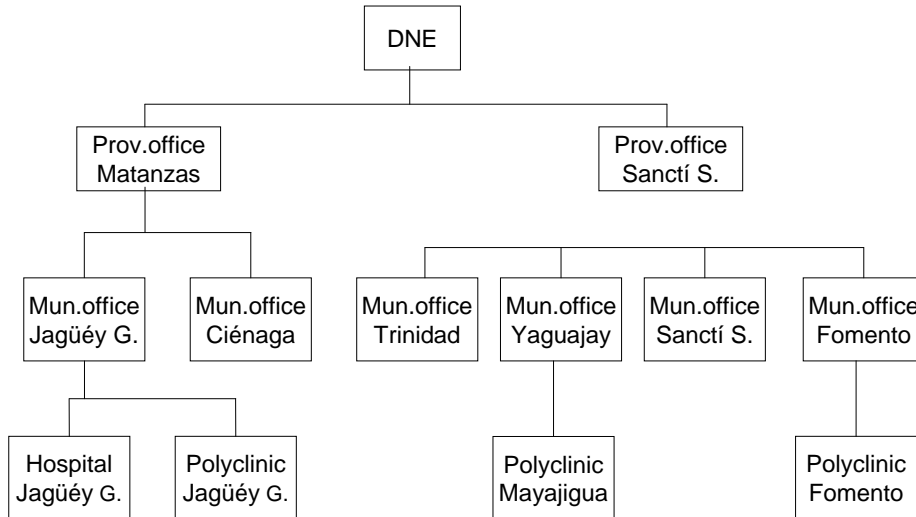 DNE
Prov.office
Matanzas
Prov.office
Sanctí S.
Mun.office
Jagüéy G.
Mun.office
Ciénaga
Mun.office
Trinidad
Mun.office
Yaguajay
Mun.office
Sanctí S.
Mun.office
Fomento
Hospital
Jagüéy G.
Polyclinic
Jagüéy G.
Polyclinic
Mayajigua
Polyclinic
Fomento